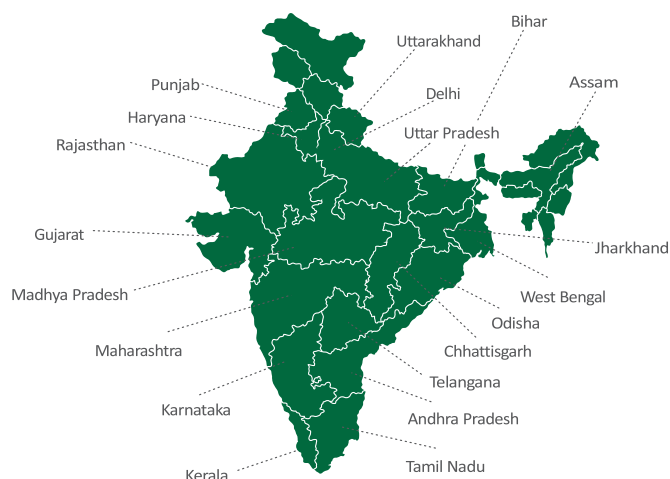 Bihar
Uttarakhand
Punjab
Delhi
Assam
Haryana
Uttar Pradesh
Rajasthan
Gujarat
Jharkhand
Madhya Pradesh
West Bengal
Odisha
Maharashtra
Chhattisgarh
Telangana
Karnataka
Andhra Pradesh
Tamil Nadu
Kerala